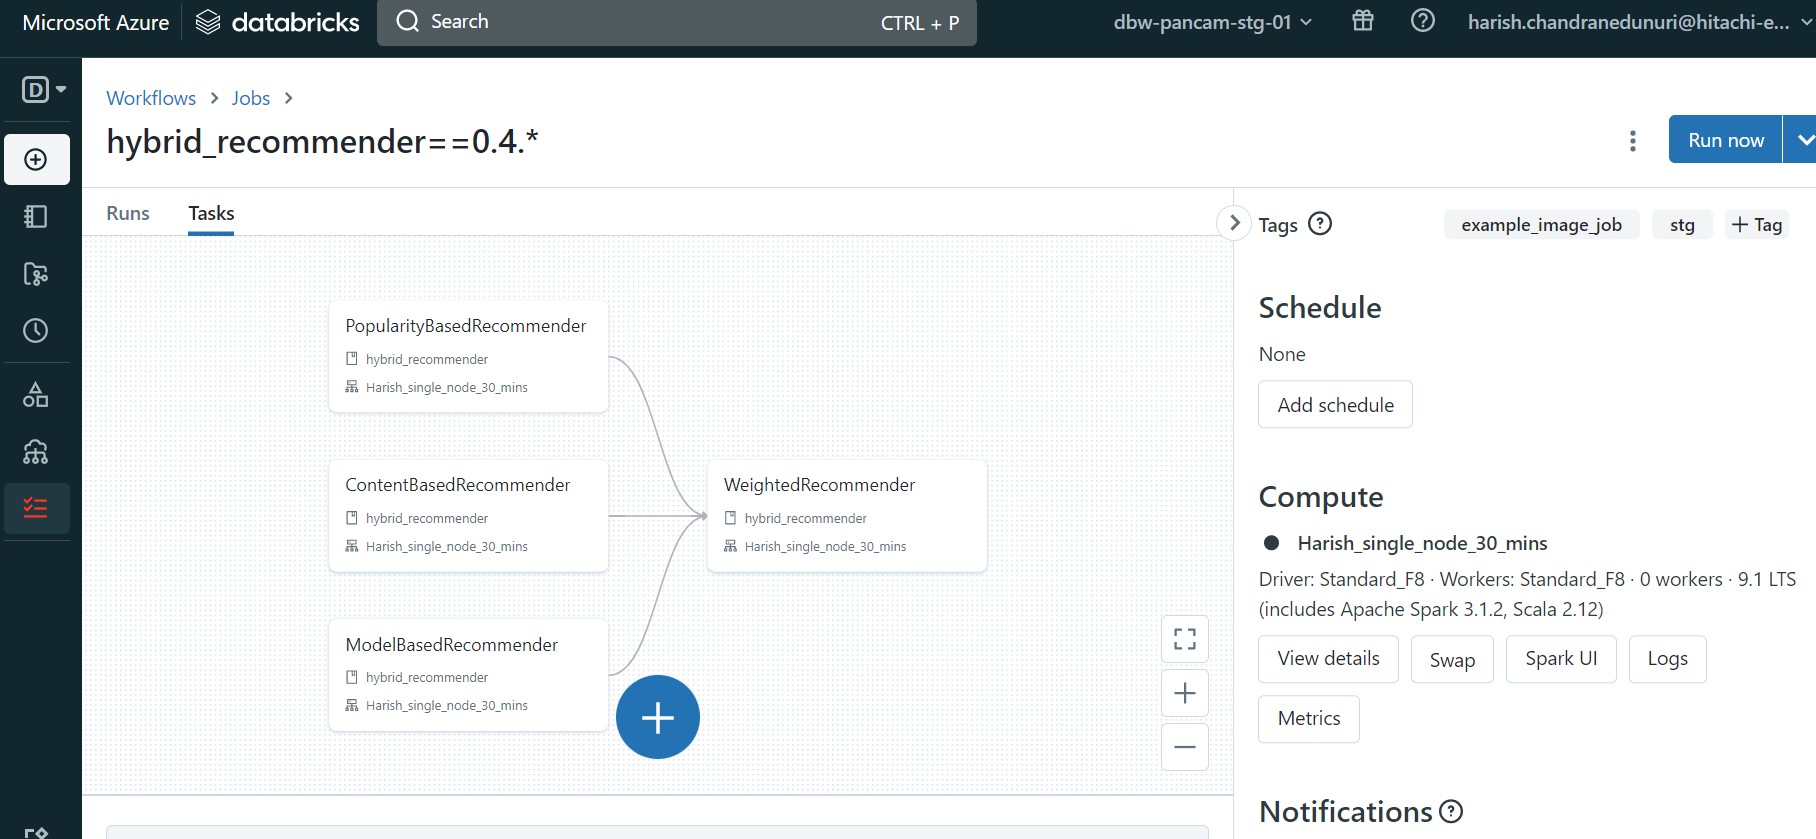 Microsoft Azure databricks Search CTRL + P dbw-pancam-stg-01 harish.chandranedunuri@hitachi-e...
D
Workflows > Jobs >
hybrid_recommender==0.4.*
Run now
Runs Tasks
PopularityBasedRecommender
hybrid_recommender
Harish_single_node_30_mins
ContentBasedRecommender
hybrid_recommender
Harish_single_node_30_mins
ModelBasedRecommender
hybrid_recommender
Harish_single_node_30_mins
WeightedRecommender
hybrid_recommender
Harish_single_node_30_mins
Tags example_image_job stg + Tag
Schedule
None
Add schedule
Compute
Harish_single_node_30_mins
Driver: Standard_F8 · Workers: Standard_F8 · 0 workers · 9.1 LTS
(includes Apache Spark 3.1.2, Scala 2.12)
View details Swap Spark UI Logs
Metrics
Notifications